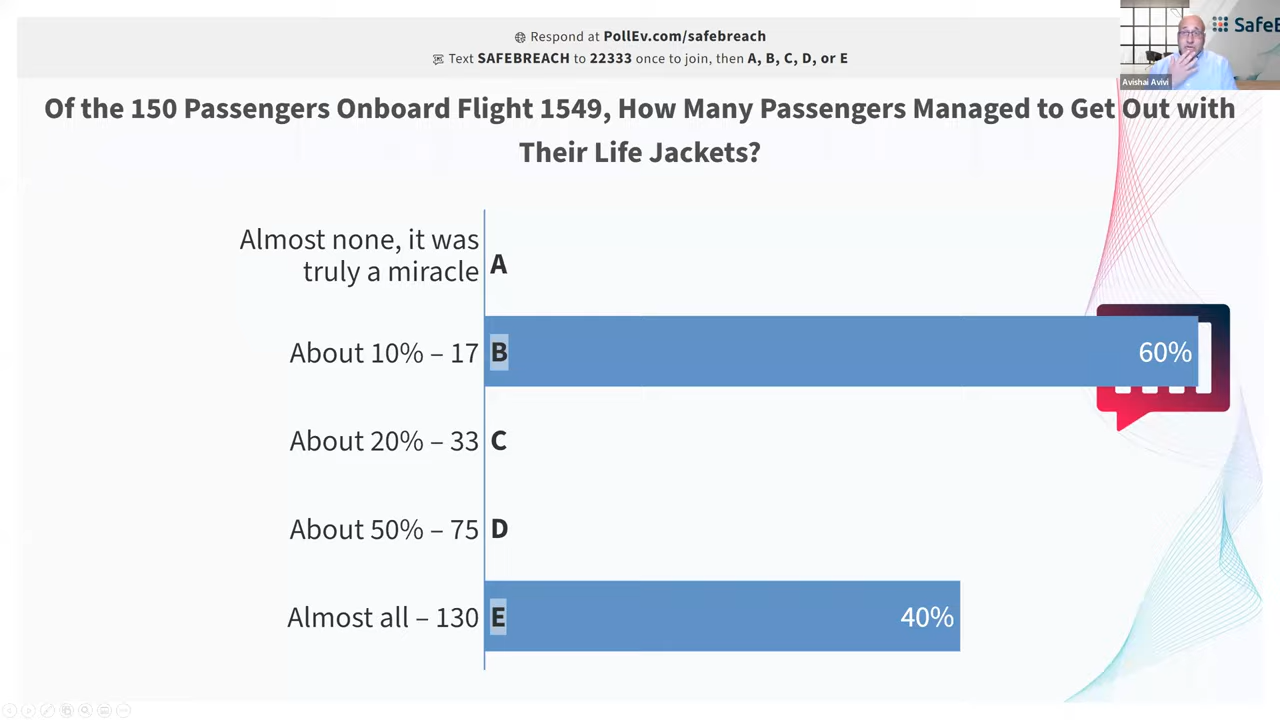 Respond at PollEv.com/safebreach
Text SAFEBREACH to 22333 once to join, then A, B, C, D, or E
SafeB
Avishai Avivi
Of the 150 Passengers Onboard Flight 1549, How Many Passengers Managed to Get Out with
Their Life Jackets?
Almost none, it was
truly a miracle
A
About 10% – 17 B 60%
About 20% – 33 C
About 50% – 75 D
Almost all – 130 E 40%